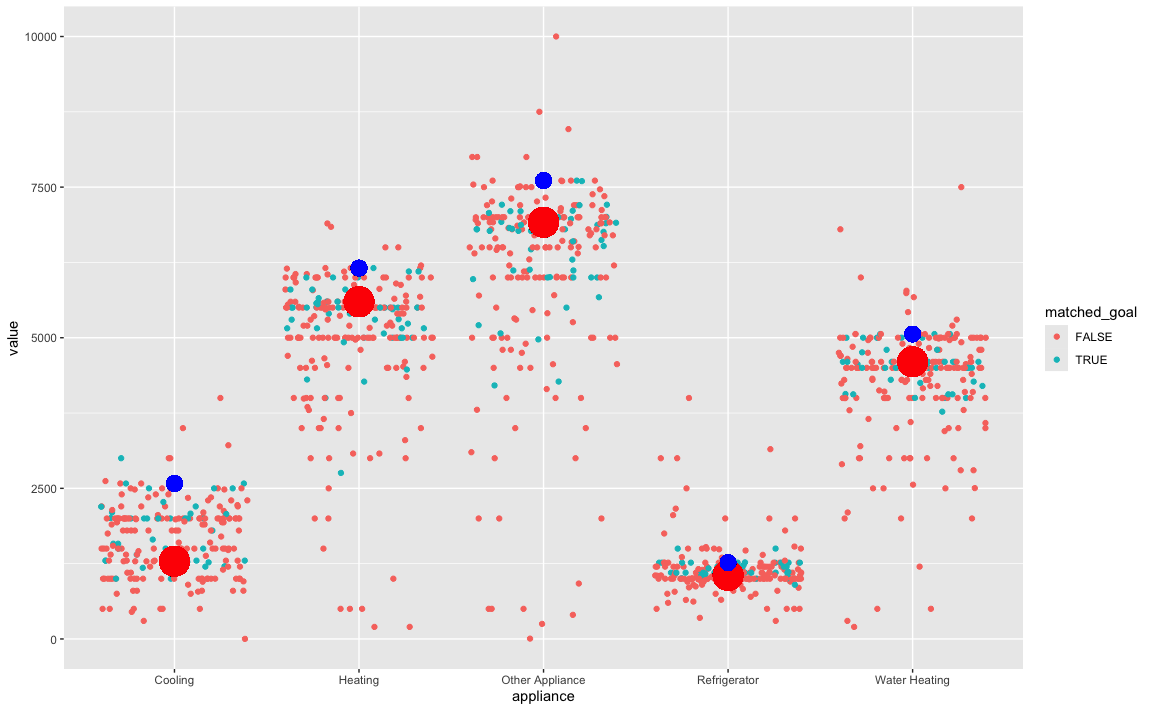 10000
7500
5000
2500
0
value
Cooling
Heating
Other Appliance
Refrigerator
Water Heating
appliance
matched_goal
FALSE
TRUE